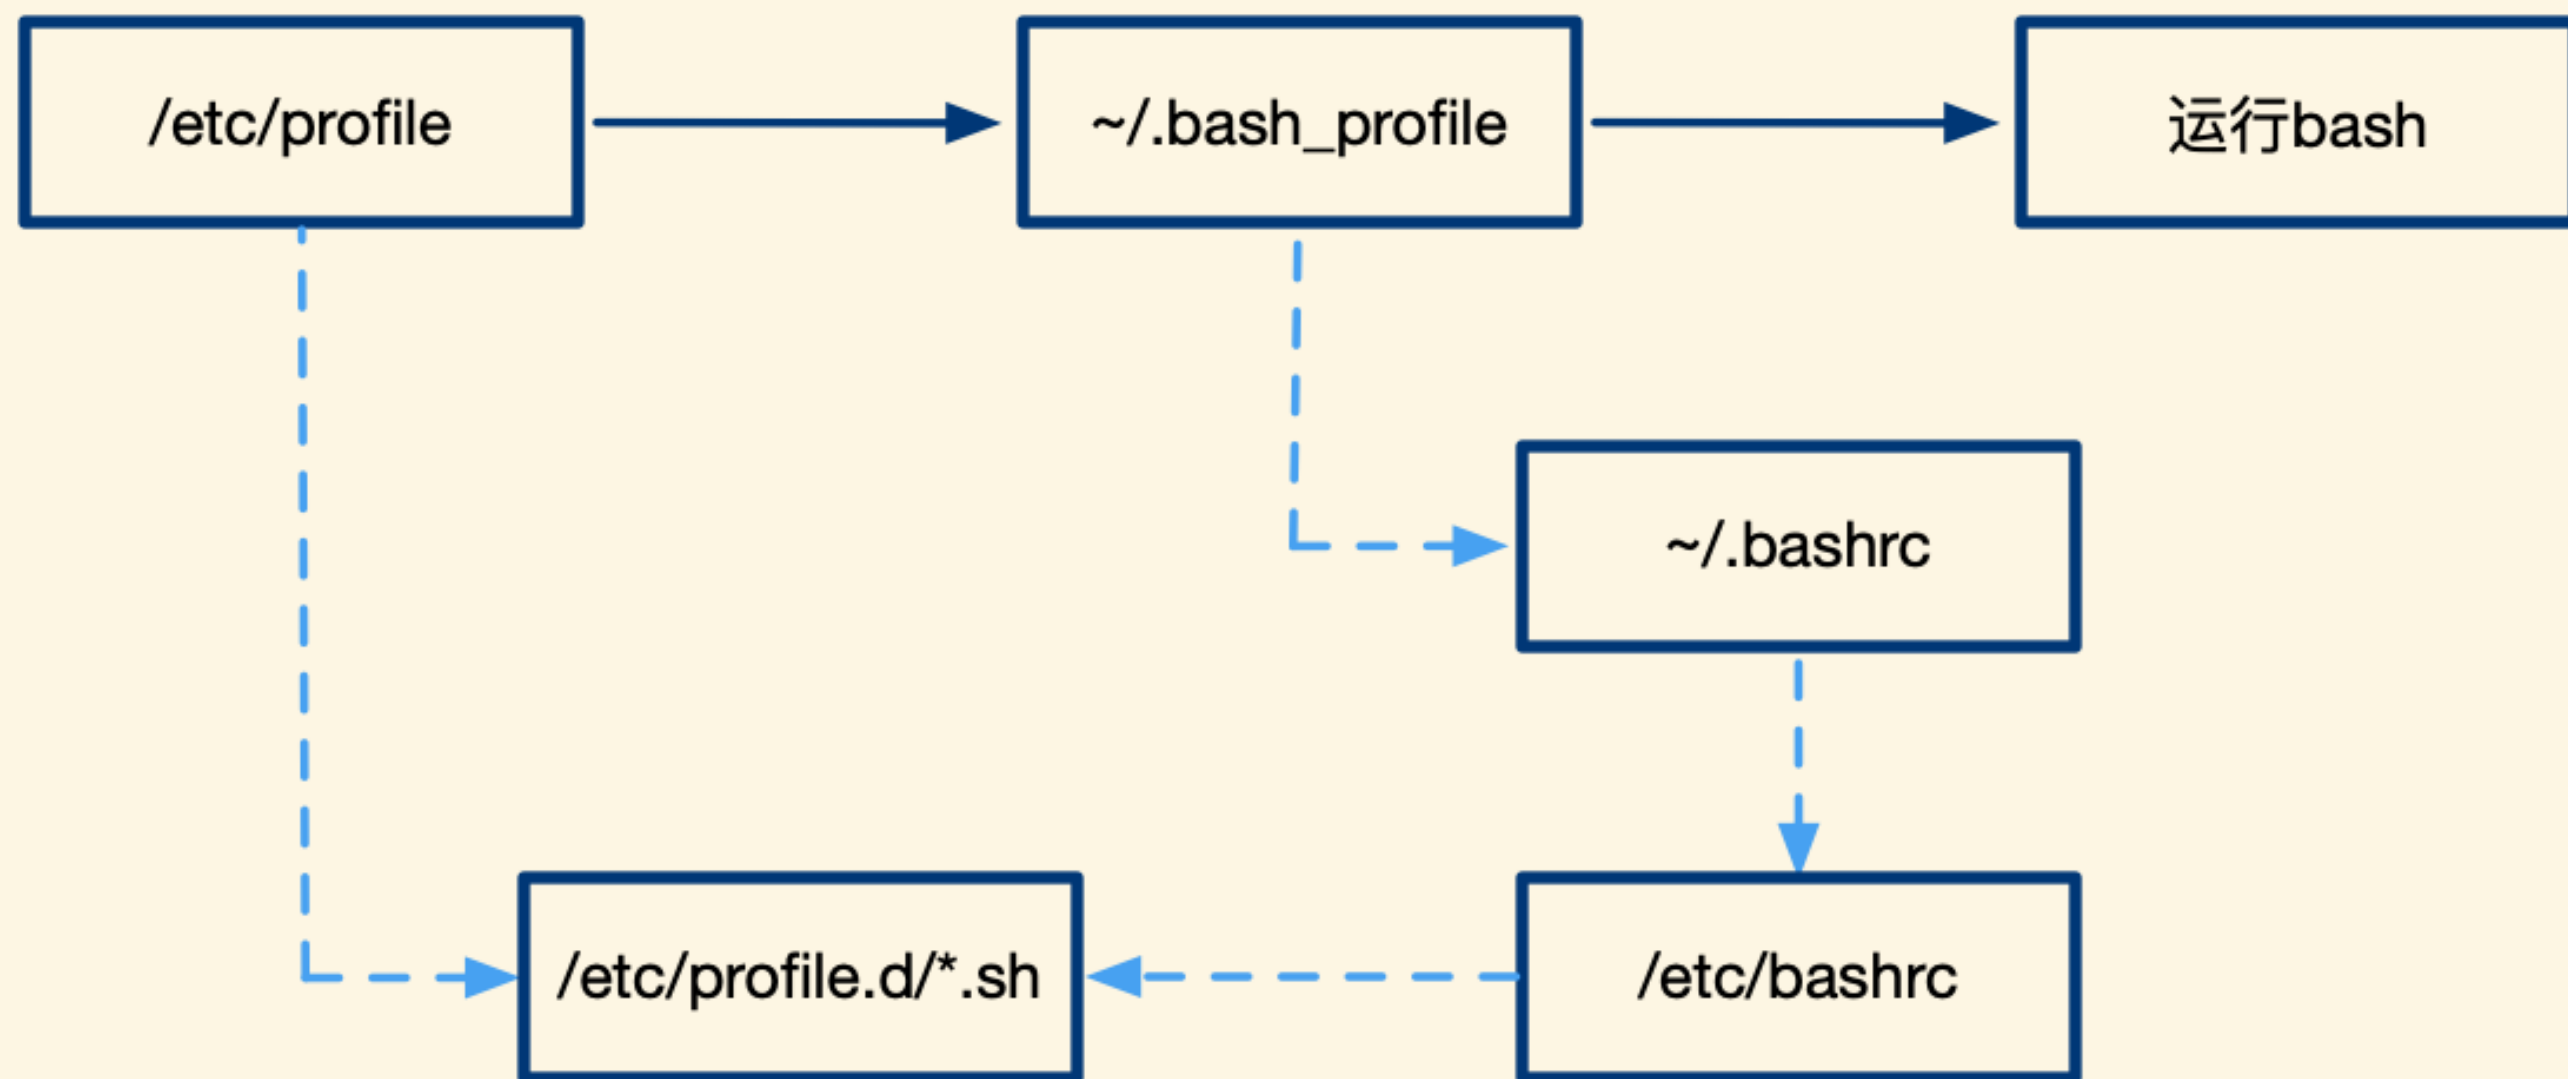 /etc/profile
~/.bash_profile
运行bash
~/.bashrc
/etc/profile.d/*.sh
/etc/bashrc